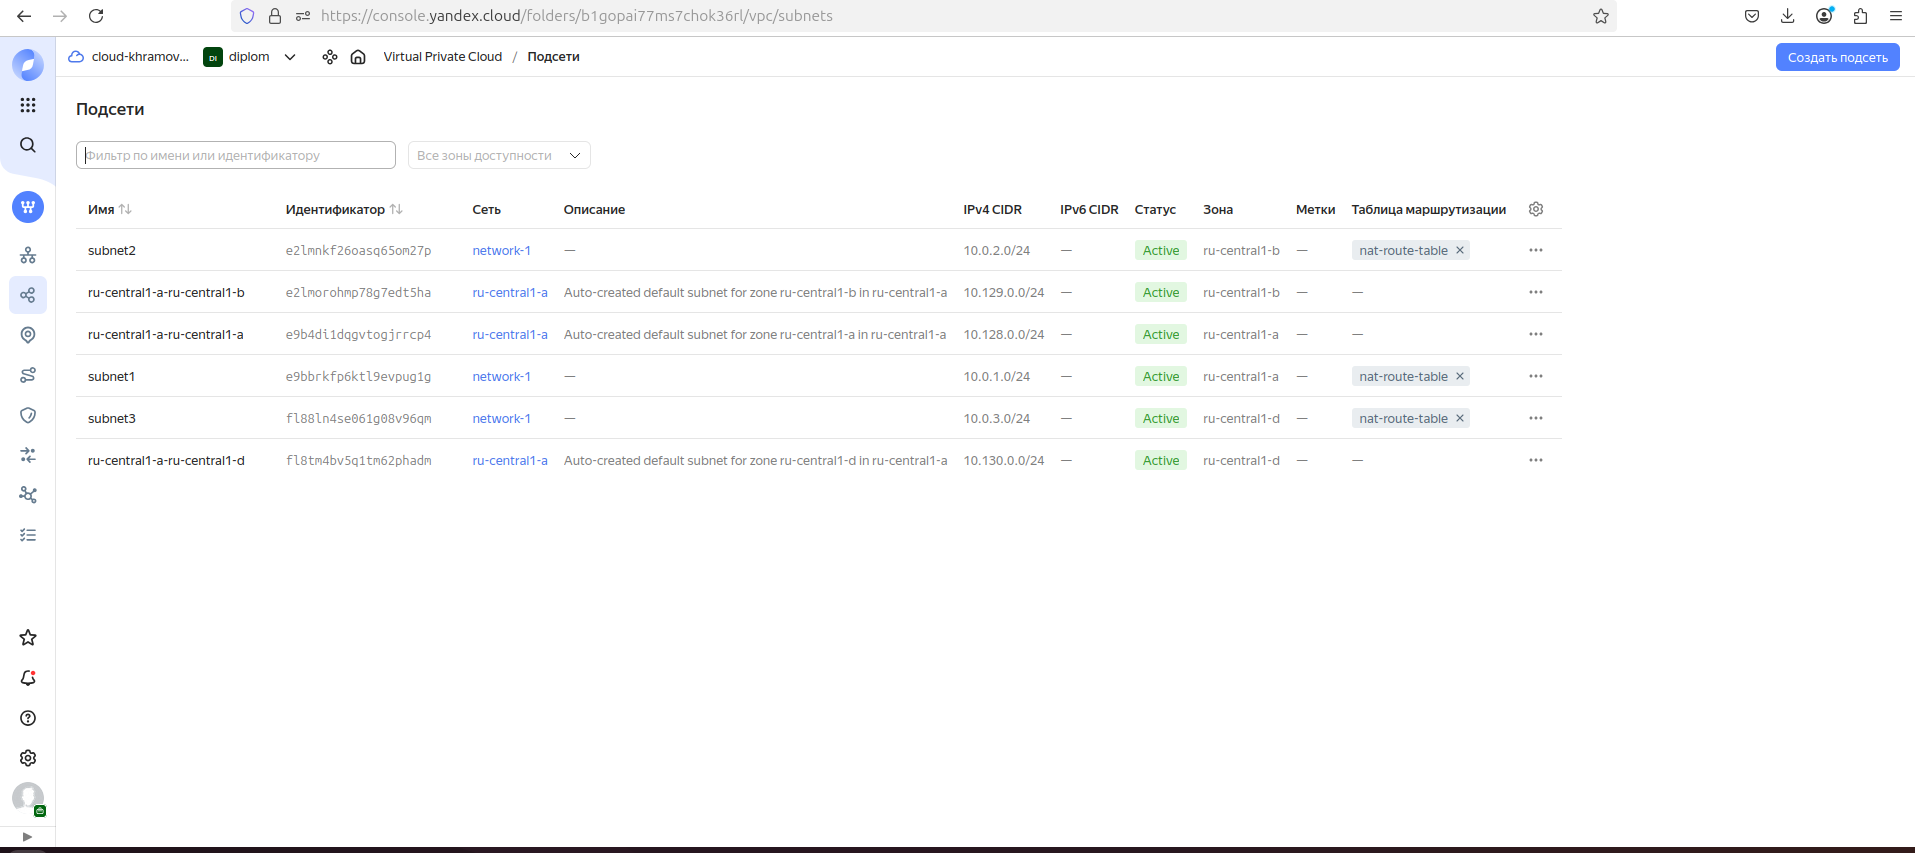 https://console.yandex.cloud/folders/b1gopai77ms7chok36rl/vpc/subnets
cloud-khramov... DI diplom Virtual Private Cloud / Подсети Создать подсеть
Подсети
Фильтр по имени или идентификатору Все зоны доступности
Имя Идентификатор Сеть Описание IPv4 CIDR IPv6 CIDR Статус Зона Метки Таблица маршрутизации
subnet2 e2lmnkf26oasq65om27p network-1 — 10.0.2.0/24 — Active ru-central1-b — nat-route-table
ru-central1-a-ru-central1-b e2lmorohmp78g7edt5ha ru-central1-a Auto-created default subnet for zone ru-central1-b in ru-central1-a 10.129.0.0/24 — Active ru-central1-b — —
ru-central1-a-ru-central1-a e9b4di1dqgvtogjrrcp4 ru-central1-a Auto-created default subnet for zone ru-central1-a in ru-central1-a 10.128.0.0/24 — Active ru-central1-a — —
subnet1 e9bbrkfp6ktl9evpug1g network-1 — 10.0.1.0/24 — Active ru-central1-a — nat-route-table
subnet3 fl88ln4se061g08v96qm network-1 — 10.0.3.0/24 — Active ru-central1-d — nat-route-table
ru-central1-a-ru-central1-d fl8tm4bv5q1tm62phadm ru-central1-a Auto-created default subnet for zone ru-central1-d in ru-central1-a 10.130.0.0/24 — Active ru-central1-d — —